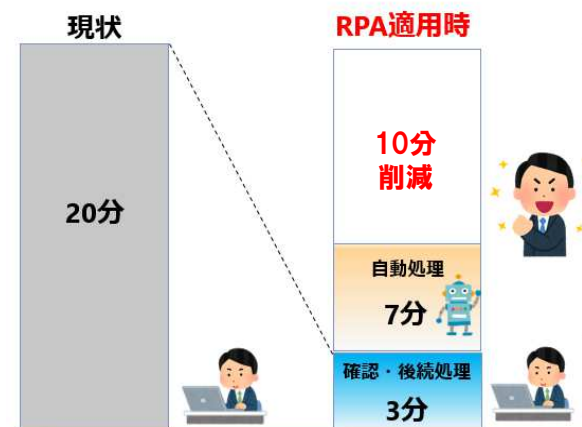 現状
RPA適用時
20分
10分
削減
自動処理
7分
確認・後続処理
3分